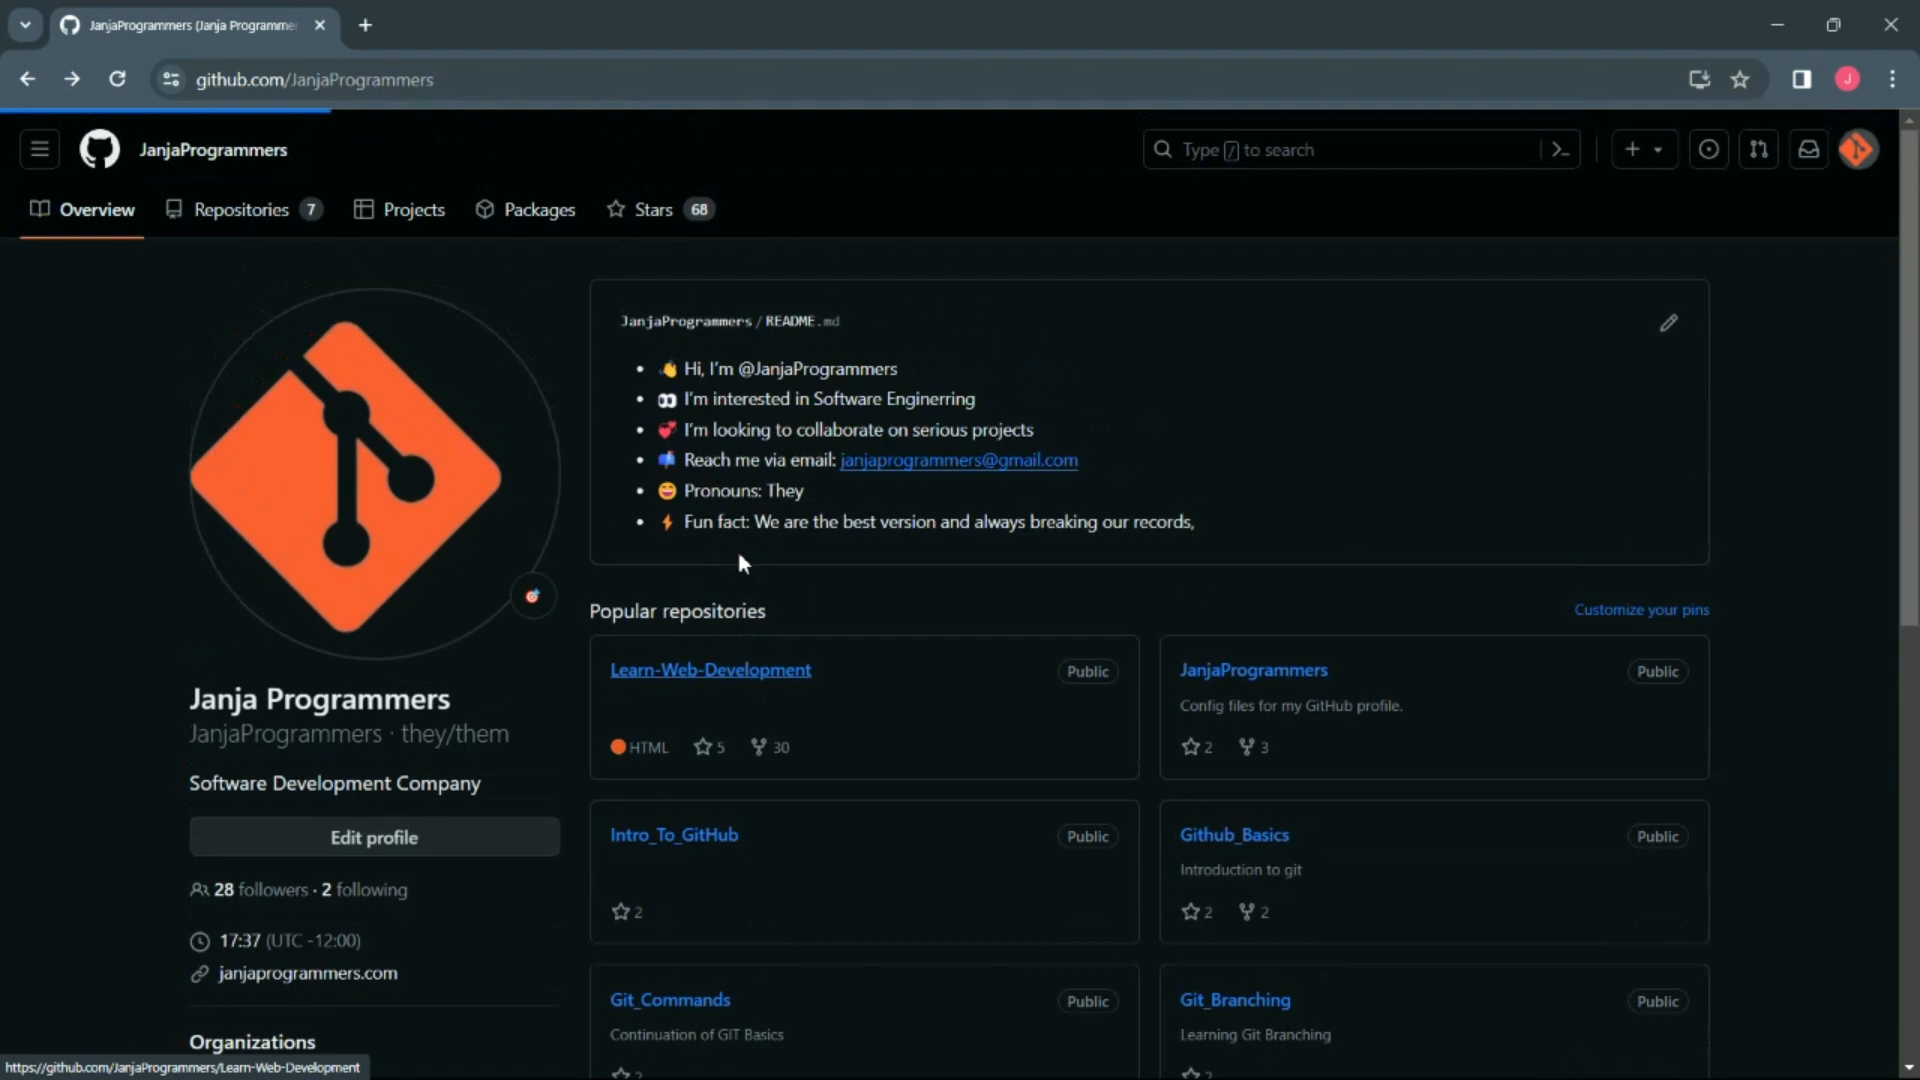 JanjaProgrammers (Janja Programme
github.com/JanjaProgrammers
J
JanjaProgrammers
Type / to search
Overview
Repositories 7
Projects
Packages
Stars 68
JanjaProgrammers / README.md
👋 Hi, I'm @JanjaProgrammers
👀 I'm interested in Software Enginerring
💞️ I'm looking to collaborate on serious projects
📫 Reach me via email: janjaprogrammers@gmail.com
😄 Pronouns: They
⚡ Fun fact: We are the best version and always breaking our records,
Popular repositories
Customize your pins
Learn-Web-Development
Public
HTML 5 30
JanjaProgrammers
Public
Config files for my GitHub profile.
2 3
Janja Programmers
JanjaProgrammers · they/them
Software Development Company
Edit profile
28 followers · 2 following
17:37 (UTC -12:00)
janjaprogrammers.com
Organizations
Intro_To_GitHub
Public
2
Github_Basics
Public
Introduction to git
2 2
Git_Commands
Public
Continuation of GIT Basics
Git_Branching
Public
Learning Git Branching
https://github.com/JanjaProgrammers/Learn-Web-Development